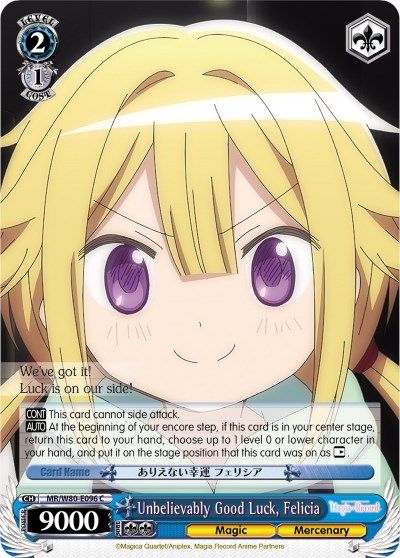 LEVEL
2
1
COST
We've got it!
Luck is on our side!
CONT This card cannot side attack.
AUTO At the beginning of your encore step, if this card is in your center stage,
return this card to your hand, choose up to 1 level 0 or lower character
in your hand, and put it on the stage position that this card was on as
Card Name ありえない幸運 フェリシア
CH MR/W80-E096 C
Unbelievably Good Luck, Felicia
Magia Record
POWER 9000 SOUL
Magic Mercenary
©Magica Quartet/Aniplex, Magia Record Anime Partners